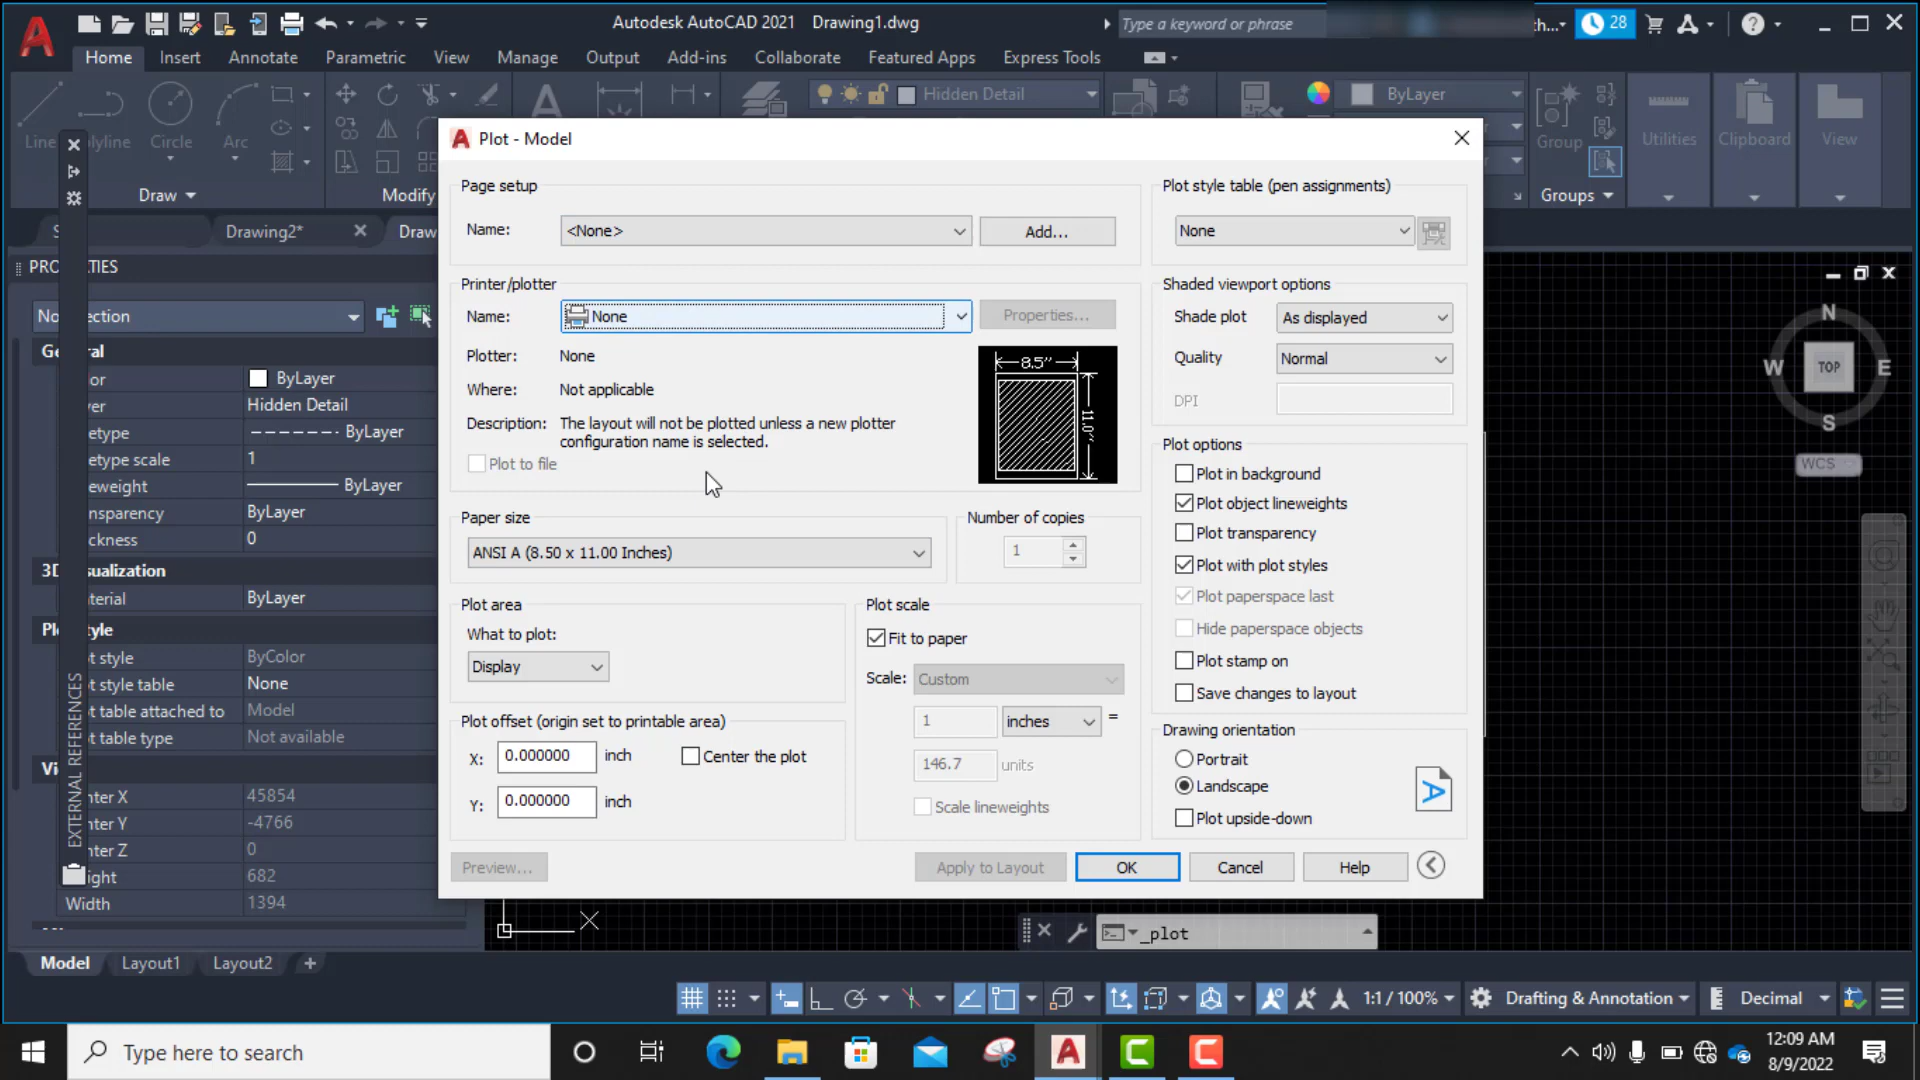 Autodesk AutoCAD 2021 Drawing1.dwg
Type a keyword or phrase
th...
28
Home Insert Annotate Parametric View Manage Output Add-ins Collaborate Featured Apps Express Tools
Hidden Detail
ByLayer
Line Polyline Circle Arc
Group Utilities Clipboard View
Draw Modify Groups
Drawing2*
Draw
PROPERTIES
No selection
General
Color ByLayer
Layer Hidden Detail
Linetype ByLayer
Linetype scale 1
Lineweight ByLayer
Transparency ByLayer
Thickness 0
3D Visualization
Material ByLayer
Plot style
Plot style ByColor
Plot style table None
Plot table attached to Model
Plot table type Not available
Vi
Center X 45854
Center Y -4766
Center Z 0
Height 682
Width 1394
EXTERNAL REFERENCES
Plot - Model
Page setup
Name: <None> Add...
Printer/plotter
Name: None Properties...
Plotter: None
Where: Not applicable
Description: The layout will not be plotted unless a new plotter
configuration name is selected.
Plot to file
8.5″
11.0″
Paper size
ANSI A (8.50 x 11.00 Inches)
Number of copies
1
Plot area
What to plot:
Display
Plot scale
Fit to paper
Scale: Custom
1 inches =
146.7 units
Scale lineweights
Plot offset (origin set to printable area)
X: 0.000000 inch Center the plot
Y: 0.000000 inch
Plot style table (pen assignments)
None
Shaded viewport options
Shade plot As displayed
Quality Normal
DPI
Plot options
Plot in background
Plot object lineweights
Plot transparency
Plot with plot styles
Plot paperspace last
Hide paperspace objects
Plot stamp on
Save changes to layout
Drawing orientation
Portrait
Landscape
Plot upside-down
A
Preview... Apply to Layout OK Cancel Help
N
W TOP E
S
WCS
_plot
Model Layout1 Layout2 +
1:1 / 100% Drafting & Annotation Decimal
Type here to search
12:09 AM
8/9/2022